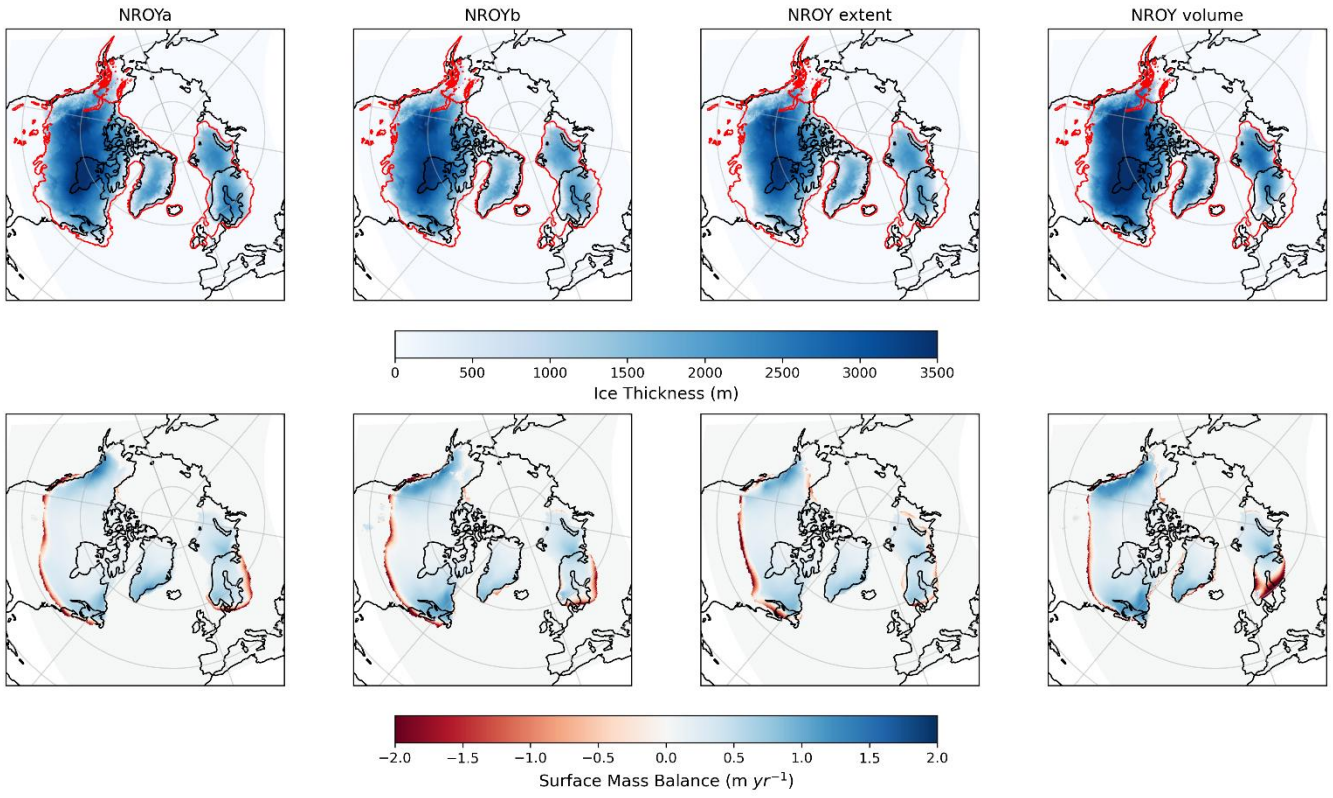 NROYa NROYb NROY extent NROY volume
0 500 1000 1500 2000 2500 3000 3500
Ice Thickness (m)
−2.0 −1.5 −1.0 −0.5 0.0 0.5 1.0 1.5 2.0
Surface Mass Balance (m yr⁻¹)